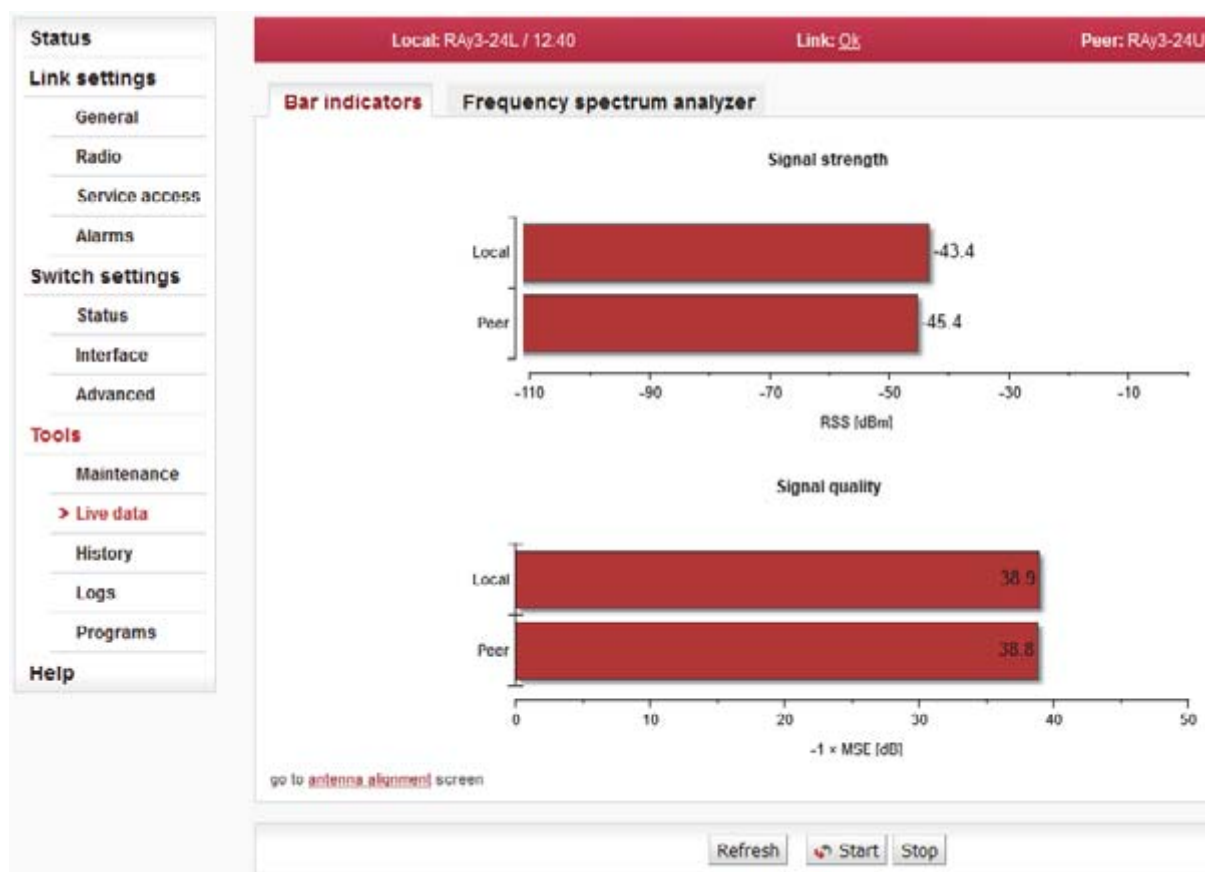 Status
Link settings
General
Radio
Service access
Alarms
Switch settings
Status
Interface
Advanced
Tools
Maintenance
> Live data
History
Logs
Programs
Help
Local: RAy3-24L / 12:40 Link: Ok Peer: RAy3-24U
Bar indicators Frequency spectrum analyzer
Signal strength
Local -43.4
Peer -45.4
-110 -90 -70 -50 -30 -10
RSS [dBm]
Signal quality
Local 38.9
Peer 38.8
0 10 20 30 40 50
-1 × MSE [dB]
go to antenna alignment screen
Refresh Start Stop